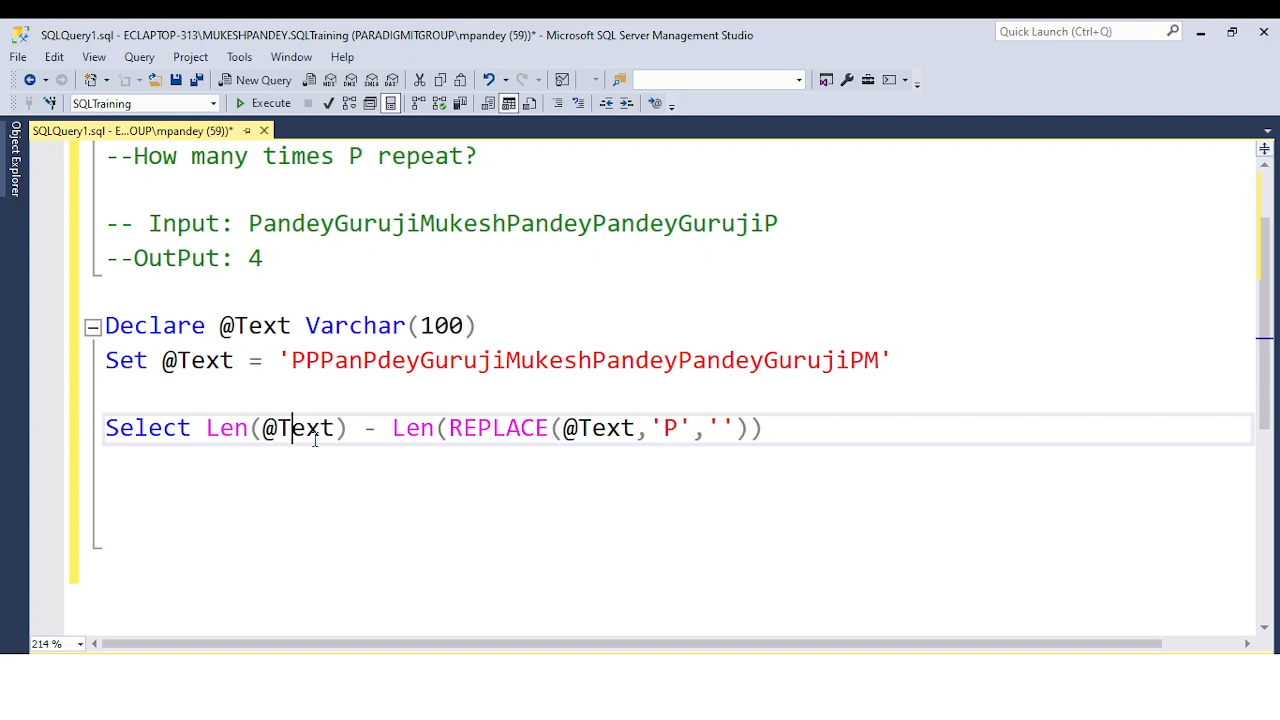 SQLQuery1.sql - ECLAPTOP-313\MUKESHPANDEY.SQLTraining (PARADIGMITGROUP\mpandey (59))* - Microsoft SQL Server Management Studio
Quick Launch (Ctrl+Q)
File Edit View Query Project Tools Window Help
New Query
SQLTraining Execute
SQLQuery1.sql - E...OUP\mpandey (59))*
Object Explorer
--How many times P repeat?
-- Input: PandeyGurujiMukeshPandeyPandeyGurujiP
--OutPut: 4
Declare @Text Varchar(100)
Set @Text = 'PPPanPdeyGurujiMukeshPandeyPandeyGurujiPM'
Select Len(@Text) - Len(REPLACE(@Text,'P',''))
214 %